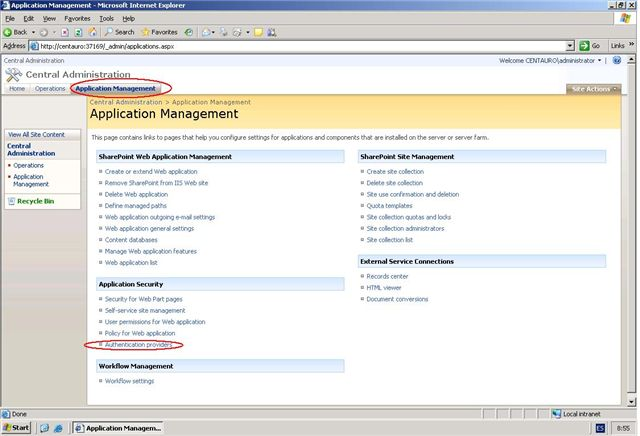 Application Management - Microsoft Internet Explorer
File Edit View Favorites Tools Help
Back Search Favorites
Address http://centauro:37169/_admin/applications.aspx Go Links »
Central Administration Welcome CENTAURO\administrator
Central Administration
Home Operations Application Management Site Actions
Central Administration > Application Management
Application Management
View All Site Content
Central
Administration
Operations
Application
Management
Recycle Bin
This page contains links to pages that help you configure settings for applications and components that are installed on the server or server farm.
SharePoint Web Application Management
Create or extend Web application
Remove SharePoint from IIS Web site
Delete Web application
Define managed paths
Web application outgoing e-mail settings
Web application general settings
Content databases
Manage Web application features
Web application list
Application Security
Security for Web Part pages
Self-service site management
User permissions for Web application
Policy for Web application
Authentication providers
Workflow Management
Workflow settings
SharePoint Site Management
Create site collection
Delete site collection
Site use confirmation and deletion
Quota templates
Site collection quotas and locks
Site collection administrators
Site collection list
External Service Connections
Records center
HTML viewer
Document conversions
Done Local intranet
Start Application Managem... ES 8:55